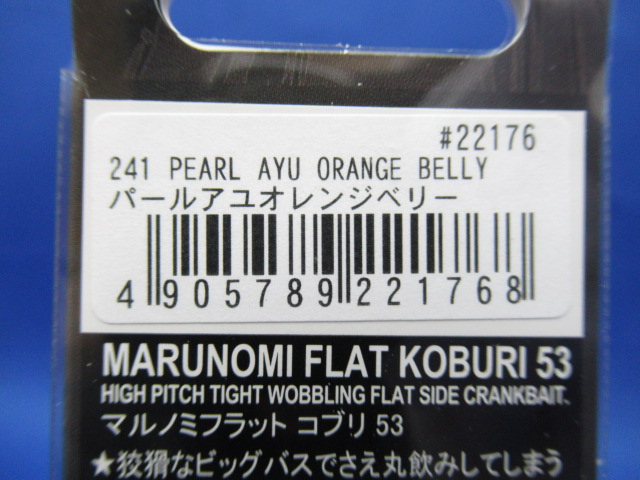 #22176
241 PEARL AYU ORANGE BELLY
パールアユオレンジベリー
4 905789 221768
MARUNOMI FLAT KOBURI 53
HIGH PITCH TIGHT WOBBLING FLAT SIDE CRANKBAIT.
マルノミフラット コブリ 53
★狡猾なビッグバスでさえ丸飲みしてしまう